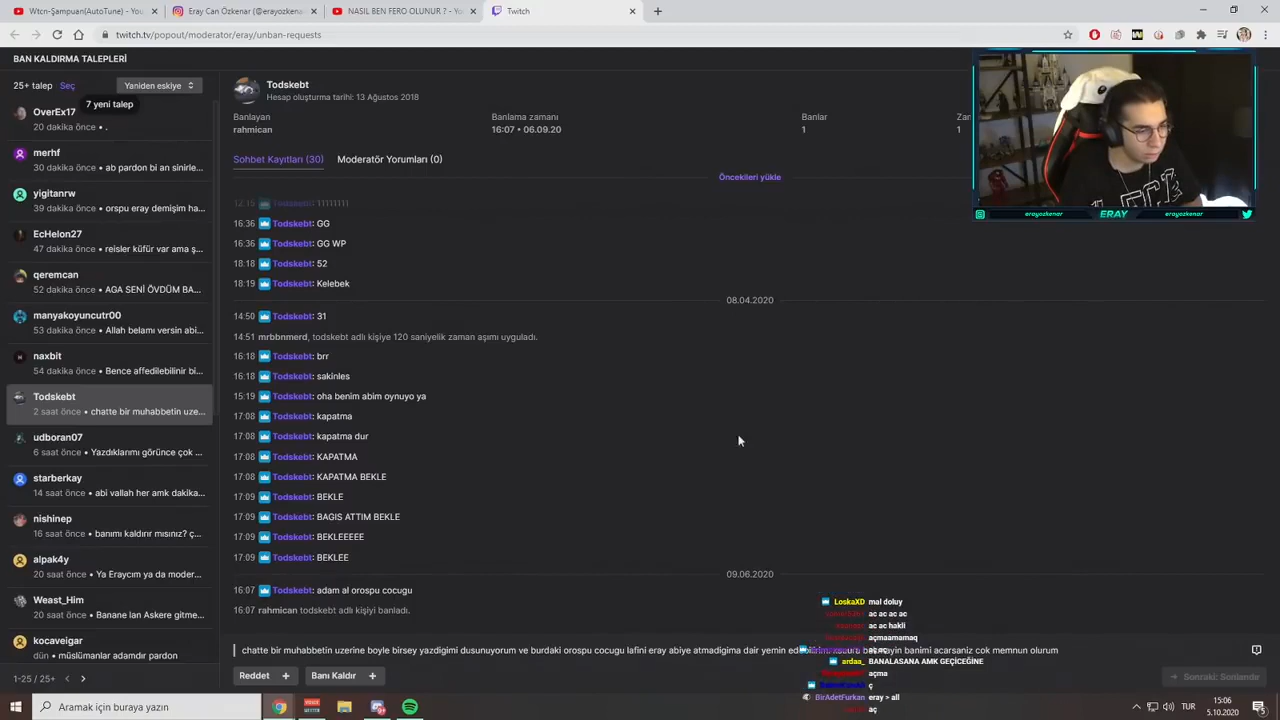 Wtcn-Şampuan(AutoTune) - You
Eray Can Özkenar (@erayozkenar)
NASIL BEN FERO OLUNUR ? - You
Twitch
twitch.tv/popout/moderator/eray/unban-requests
BAN KALDIRMA TALEPLERİ
25+ talep Seç Yeniden eskiye
7 yeni talep
OverEx17
20 dakika önce • .
merhf
30 dakika önce • ab pardon bi an sinirle...
yigitanrw
39 dakika önce • orspu eray demişim ha...
EcHelon27
47 dakika önce • reisler küfür var ama ş...
qeremcan
52 dakika önce • AGA SENİ ÖVDÜM BA...
manyakoyuncutr00
53 dakika önce • Allah belamı versin abi...
naxbit
54 dakika önce • Bence affedilebilinir bi...
Todskebt
2 saat önce • chatte bir muhabbetin uze...
udboran07
6 saat önce • Yazdıklarımı görünce çok ...
starberkay
14 saat önce • abi vallah her amk dakika...
nishinep
16 saat önce • banımı kaldırır mısınız? ç...
alpak4y
20 saat önce • Ya Eraycım ya da moder...
Weast_Him
20 saat önce • Banane lan Askere gitme...
kocaveigar
dün • müslümanlar adamdır pardon
1-25 / 25+
Todskebt
Hesap oluşturma tarihi: 13 Ağustos 2018
Banlayan
rahmican
Banlama zamanı
16:07 • 06.09.20
Banlar
1
Zar
1
Sohbet Kayıtları (30) Moderatör Yorumları (0)
Öncekileri yükle
16:36 Todskebt: GG
16:36 Todskebt: GG WP
18:18 Todskebt: 52
18:19 Todskebt: Kelebek
08.04.2020
14:50 Todskebt: 31
14:51 mrbbnmerd, todskebt adlı kişiye 120 saniyelik zaman aşımı uyguladı.
16:18 Todskebt: brr
16:18 Todskebt: sakinles
15:19 Todskebt: oha benim abim oynuyo ya
17:08 Todskebt: kapatma
17:08 Todskebt: kapatma dur
17:08 Todskebt: KAPATMA
17:08 Todskebt: KAPATMA BEKLE
17:09 Todskebt: BEKLE
17:09 Todskebt: BAGIS ATTIM BEKLE
17:09 Todskebt: BEKLEEEEE
17:09 Todskebt: BEKLEE
09.06.2020
16:07 Todskebt: adam al orospu cocugu
16:07 rahmican todskebt adlı kişiyi banladı.
chatte bir muhabbetin uzerine boyle birsey yazdigimi dusunuyorum ve burdaki orospu cocugu lafini eray abiye atmadigima dair yemin banimi acarsaniz cok memnun olurum
Reddet +
Banı Kaldır +
Sonraki: Sonlandır
erayozkenar ERAY erayozkenar
LoskaXD mal doluy
ac ac ac ac
ac ac hakli
açmaamamaq
ardaa_ BANALASANA AMK GEÇİCEĞİNE
açma
ç
BirAdetFurkan eray > all
aç
Aramak için buraya yazın
TUR
15:06
5.10.2020